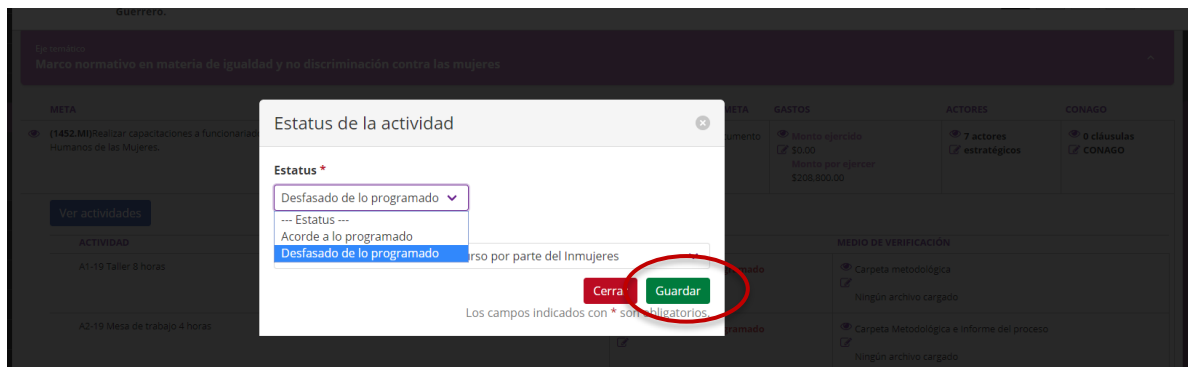 Guerrero.
Eje temático
Marco normativo en materia de igualdad y no discriminación contra las mujeres
META
META
GASTOS
ACTORES
CONAGO
(1452.MI)Realizar capacitaciones a funcionariado
Humanos de las Mujeres.
Monto ejercido
$0.00
Monto por ejercer
$208,800.00
7 actores
estratégicos
0 cláusulas
CONAGO
Estatus de la actividad
Estatus *
Desfasado de lo programado
--- Estatus ---
Acorde a lo programado
Desfasado de lo programado
urso por parte del Inmujeres
Cerra
Guardar
Los campos indicados con * son obligatorios.
Ver actividades
ACTIVIDAD
MEDIO DE VERIFICACIÓN
A1-19 Taller 8 horas
Carpeta metodológica
Ningún archivo cargado
A2-19 Mesa de trabajo 4 horas
Carpeta Metodológica e informe del proceso
Ningún archivo cargado